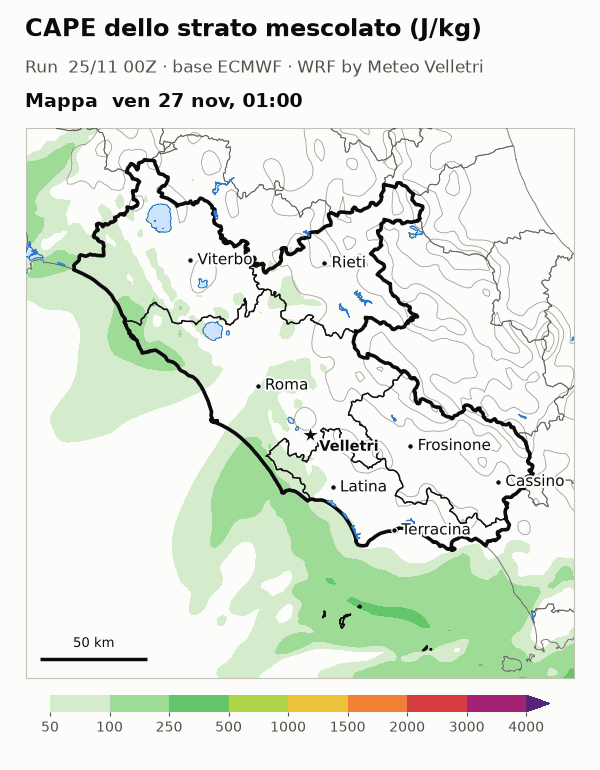 CAPE dello strato mescolato (J/kg)
Run  25/11 00Z · base ECMWF · WRF by Meteo Velletri
Mappa  ven 27 nov, 01:00
Viterbo
Rieti
Roma
Velletri
Frosinone
Cassino
Latina
Terracina
50 km
50 100 250 500 1000 1500 2000 3000 4000